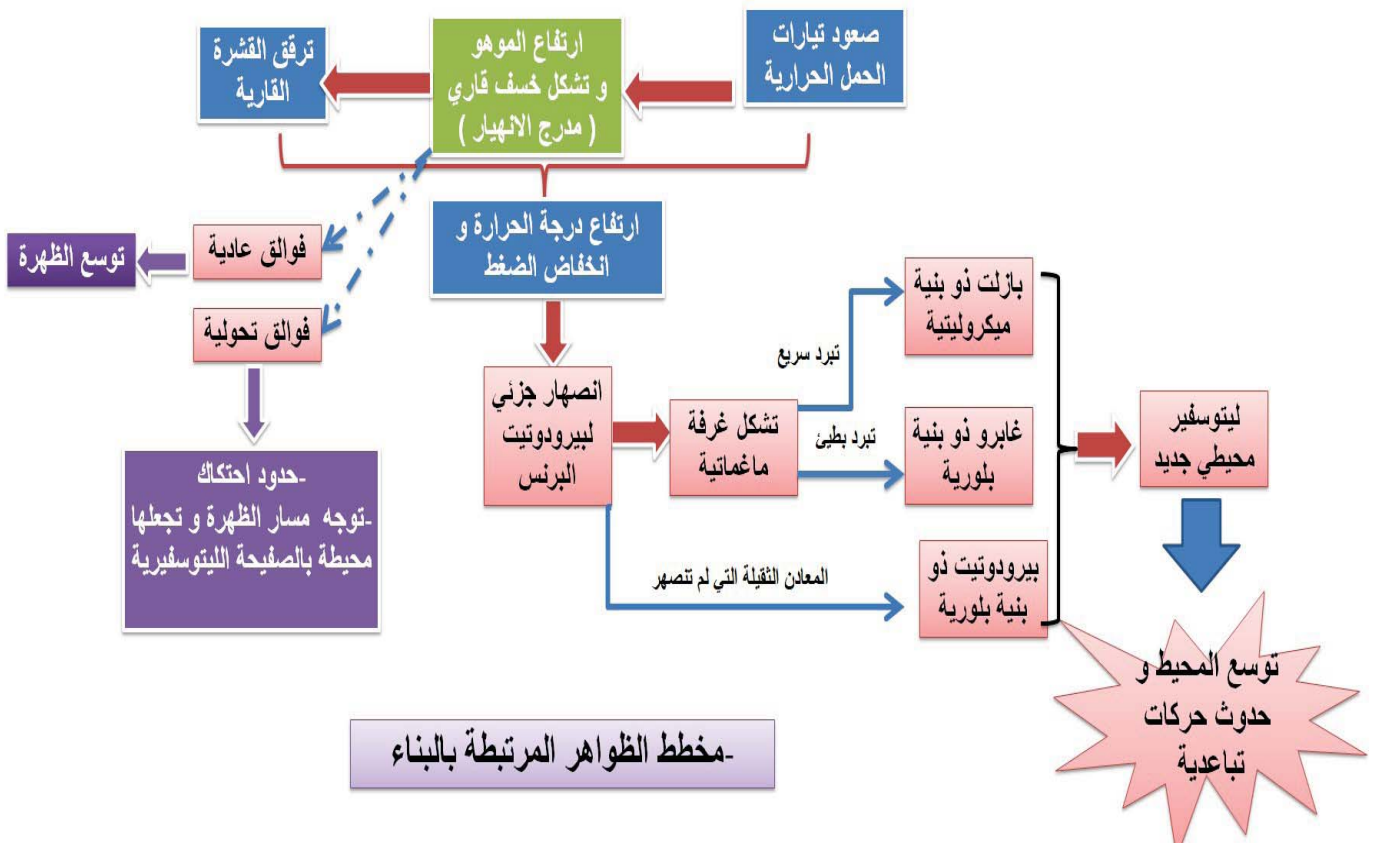 صعود تيارات
الحمل الحرارية
ارتفاع الموهو
و تشكل خسف قاري
( مدرج الانهيار )
ترقق القشرة
القارية
ارتفاع درجة الحرارة و
انخفاض الضغط
فوالق عادية
توسع الظهرة
فوالق تحولية
-حدود احتكاك
-توجه مسار الظهرة و تجعلها
محيطة بالصفيحة الليتوسفيرية
انصهار جزئي
لبيرودوتيت
البرنس
تشكل غرفة
ماغماتية
تبرد سريع
تبرد بطيئ
المعادن الثقيلة التي لم تنصهر
بازلت ذو بنية
ميكروليتية
غابرو ذو بنية
بلورية
بيرودوتيت ذو
بنية بلورية
ليتوسفير
محيطي جديد
توسع المحيط و
حدوث حركات
تباعدية
-مخطط الظواهر المرتبطة بالبناء